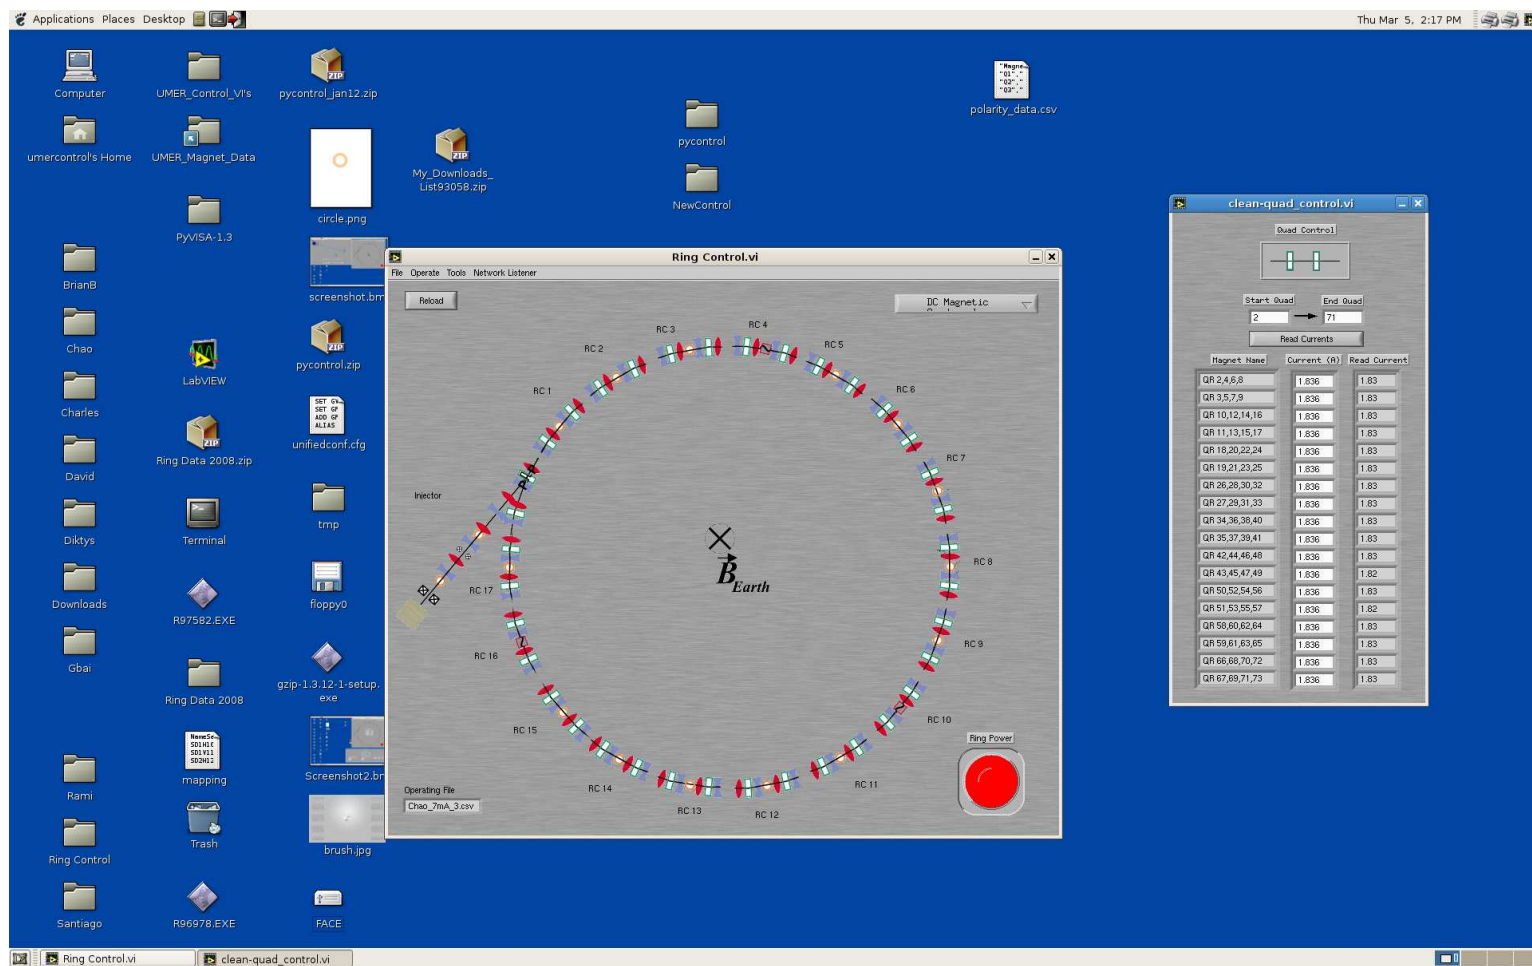 Applications Places Desktop
Thu Mar 5, 2:17 PM
Computer
UMER_Control_VI's
pycontrol_jan12.zip
"Magne
"Q1","
"Q2","
"Q3","
polarity_data.csv
pycontrol
umercontrol's Home
UMER_Magnet_Data
My_Downloads_
List93058.zip
NewControl
circle.png
PyVISA-1.3
BrianB
screenshot.bm
Chao
LabVIEW
pycontrol.zip
Charles
SET GV
SET GP
ADD GP
ALIAS
unifiedconf.cfg
David
Ring Data 2008.zip
Diktys
Terminal
tmp
Downloads
R97582.EXE
floppy0
Gbai
Ring Data 2008
gzip-1.3.12-1-setup.
exe
NameSe
SD1H1C
SD1V11
SD2H12
mapping
Screenshot2.bm
Rami
Trash
brush.jpg
Ring Control
Santiago
R96978.EXE
FACE
Ring Control.vi
File Operate Tools Network Listener
Reload
DC Magnetic
RC 1
RC 2
RC 3
RC 4
RC 5
RC 6
RC 7
RC 8
RC 9
RC 10
RC 11
RC 12
RC 13
RC 14
RC 15
RC 16
RC 17
Injector
B Earth
Ring Power
Operating File
Chao_7mA_3.csv
clean-quad_control.vi
Quad Control
Start Quad End Quad
2 71
Read Currents
Magnet Name Current (A) Read Current
QR 2,4,6,8 1.836 1.83
QR 3,5,7,9 1.836 1.83
QR 10,12,14,16 1.836 1.83
QR 11,13,15,17 1.836 1.83
QR 18,20,22,24 1.836 1.83
QR 19,21,23,25 1.836 1.83
QR 26,28,30,32 1.836 1.83
QR 27,29,31,33 1.836 1.83
QR 34,36,38,40 1.836 1.83
QR 35,37,39,41 1.836 1.83
QR 42,44,46,48 1.836 1.83
QR 43,45,47,49 1.836 1.82
QR 50,52,54,56 1.836 1.83
QR 51,53,55,57 1.836 1.82
QR 58,60,62,64 1.836 1.83
QR 59,61,63,65 1.836 1.83
QR 66,68,70,72 1.836 1.83
QR 67,69,71,73 1.836 1.83
Ring Control.vi
clean-quad_control.vi